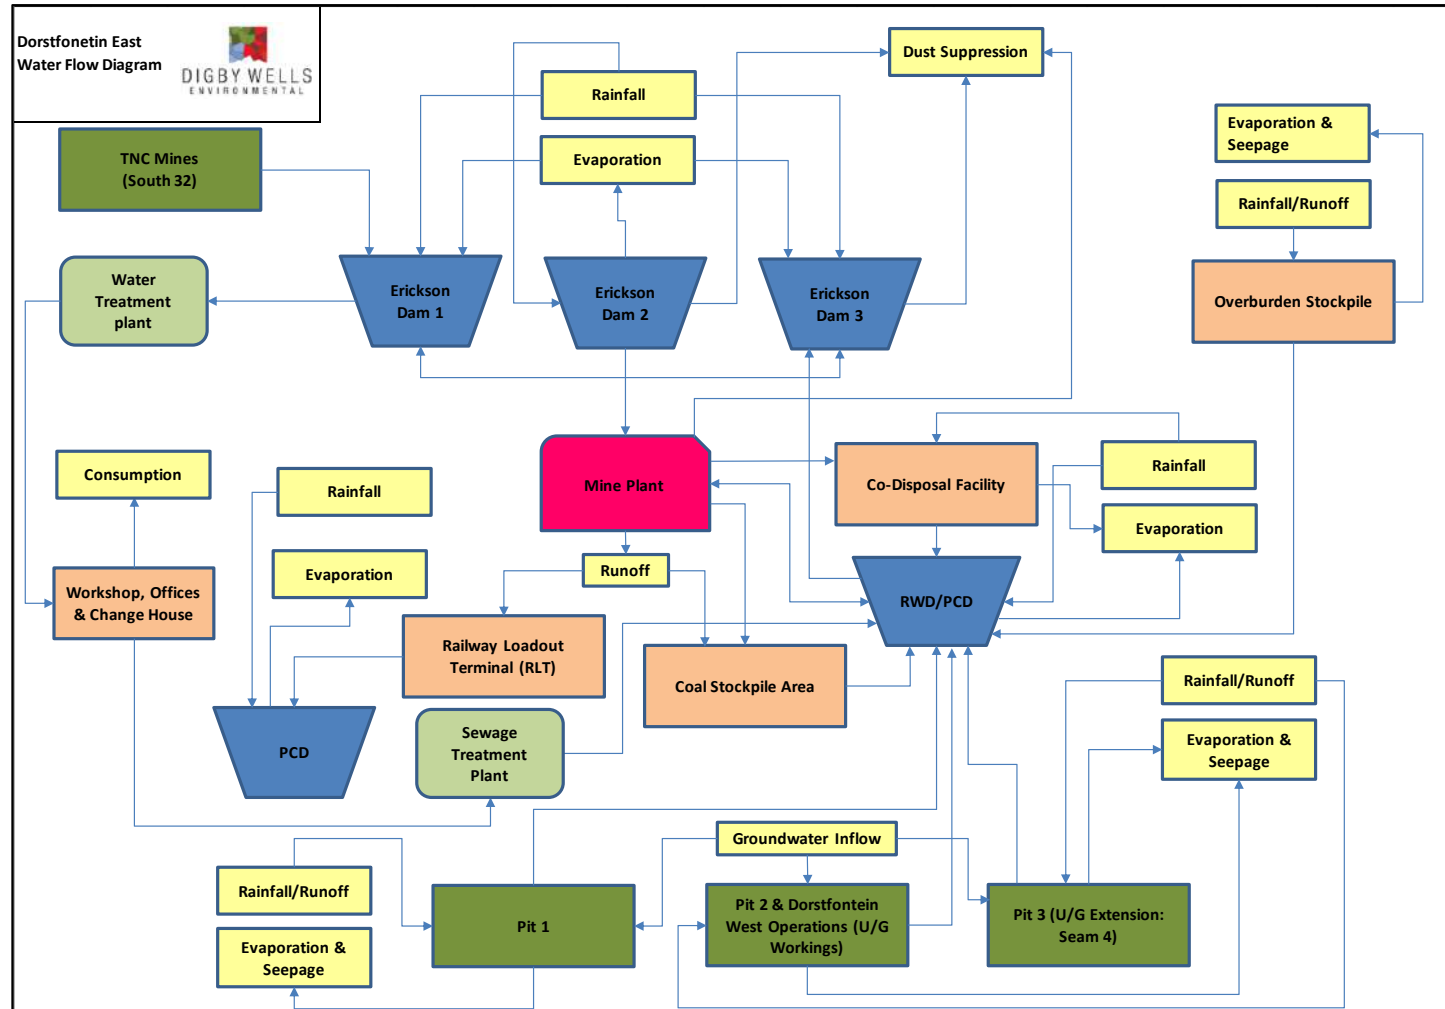 Dorstfonetin East
Water Flow Diagram
DIGBY WELLS
ENVIRONMENTAL
Dust Suppression
Rainfall
Evaporation &
Seepage
TNC Mines
(South 32)
Evaporation
Rainfall/Runoff
Water
Treatment
plant
Erickson
Dam 1
Erickson
Dam 2
Erickson
Dam 3
Overburden Stockpile
Consumption
Rainfall
Mine Plant
Co-Disposal Facility
Rainfall
Evaporation
Evaporation
Runoff
Workshop, Offices
& Change House
RWD/PCD
Railway Loadout
Terminal (RLT)
Coal Stockpile Area
Rainfall/Runoff
PCD
Sewage
Treatment
Plant
Evaporation &
Seepage
Groundwater Inflow
Rainfall/Runoff
Pit 1
Pit 2 & Dorstfontein
West Operations (U/G
Workings)
Pit 3 (U/G Extension:
Seam 4)
Evaporation &
Seepage